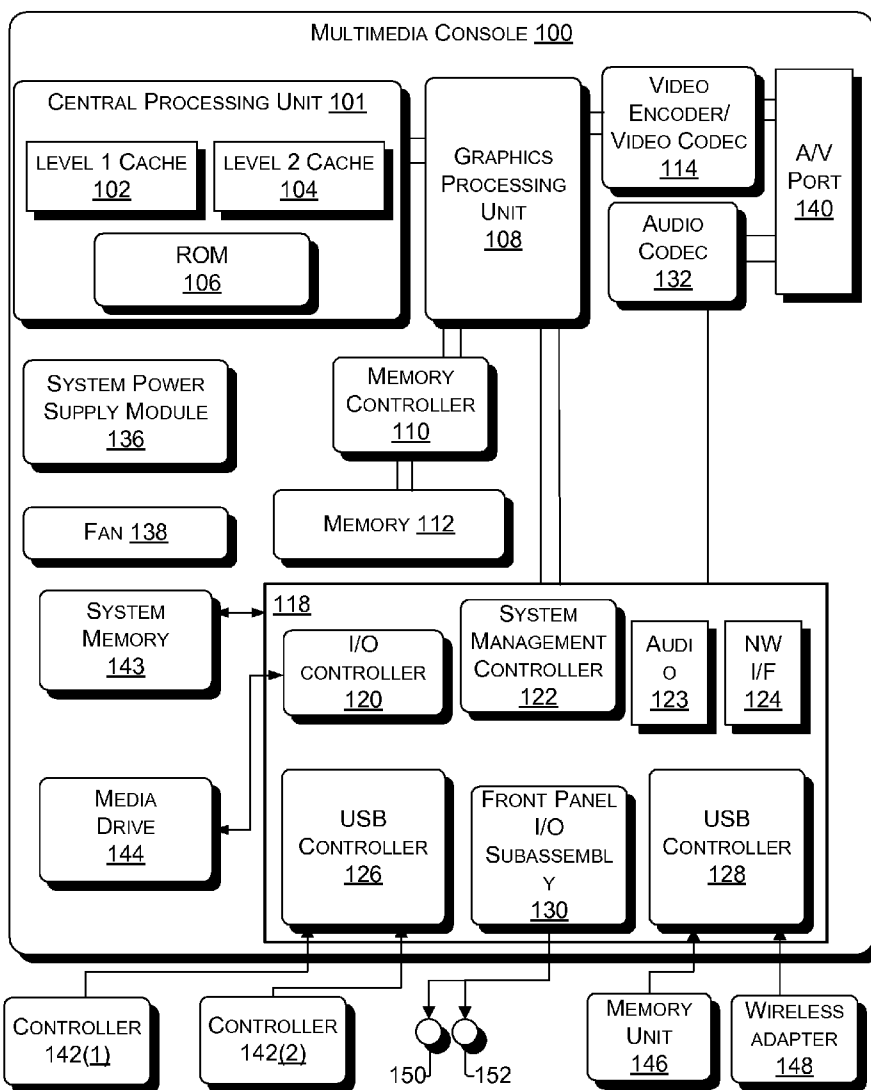 MULTIMEDIA CONSOLE 100
CENTRAL PROCESSING UNIT 101
LEVEL 1 CACHE
102
LEVEL 2 CACHE
104
ROM
106
GRAPHICS
PROCESSING
UNIT
108
VIDEO
ENCODER/
VIDEO CODEC
114
A/V
PORT
140
AUDIO
CODEC
132
SYSTEM POWER
SUPPLY MODULE
136
MEMORY
CONTROLLER
110
MEMORY 112
FAN 138
SYSTEM
MEMORY
143
118
I/O
CONTROLLER
120
SYSTEM
MANAGEMENT
CONTROLLER
122
AUDI
O
123
NW
I/F
124
MEDIA
DRIVE
144
USB
CONTROLLER
126
FRONT PANEL
I/O
SUBASSEMBL
Y
130
USB
CONTROLLER
128
CONTROLLER
142(1)
CONTROLLER
142(2)
150
152
MEMORY
UNIT
146
WIRELESS
ADAPTER
148